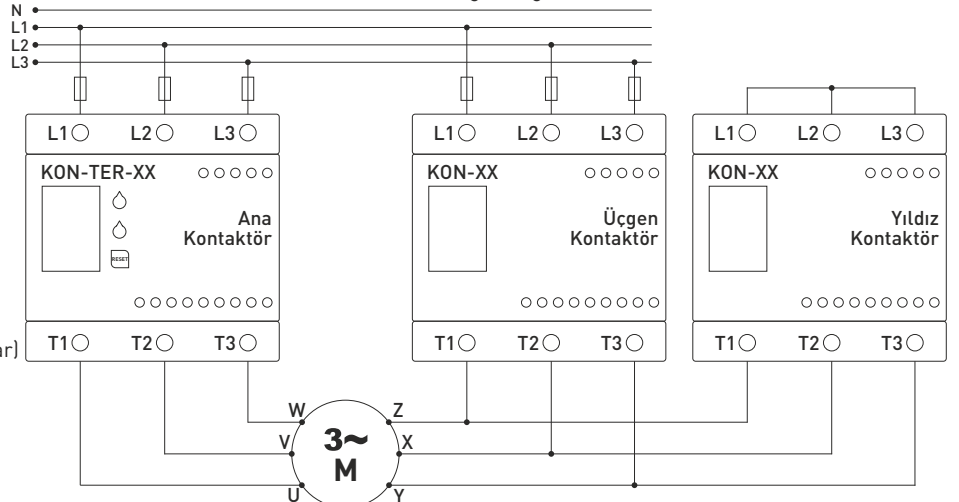 N
L1
L2
L3
L1 L2 L3
KON-TER-XX
RESET
Ana
Kontaktör
T1 T2 T3
L1 L2 L3
KON-XX
Üçgen
Kontaktör
T1 T2 T3
L1 L2 L3
KON-XX
Yıldız
Kontaktör
T1 T2 T3
ar)
W Z
V X
U Y
3~
M